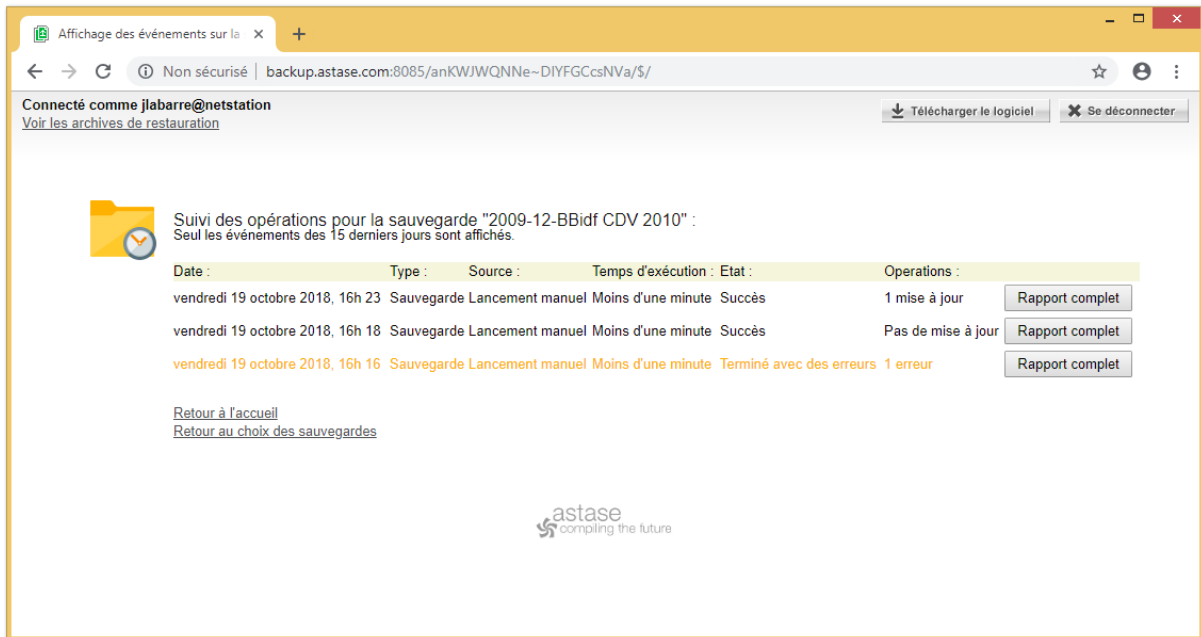 Affichage des événements sur la
Non sécurisé | backup.astase.com:8085/anKWJWQNNe~DIYFGCcsNVa/$/
Connecté comme jlabarre@netstation
Télécharger le logiciel
Se déconnecter
Voir les archives de restauration
Suivi des opérations pour la sauvegarde "2009-12-BBidf CDV 2010" :
Seul les événements des 15 derniers jours sont affichés.
Date : Type : Source : Temps d'exécution : Etat : Operations :
vendredi 19 octobre 2018, 16h 23 Sauvegarde Lancement manuel Moins d'une minute Succès 1 mise à jour Rapport complet
vendredi 19 octobre 2018, 16h 18 Sauvegarde Lancement manuel Moins d'une minute Succès Pas de mise à jour Rapport complet
vendredi 19 octobre 2018, 16h 16 Sauvegarde Lancement manuel Moins d'une minute Terminé avec des erreurs 1 erreur Rapport complet
Retour à l'accueil
Retour au choix des sauvegardes
astase
compiling the future